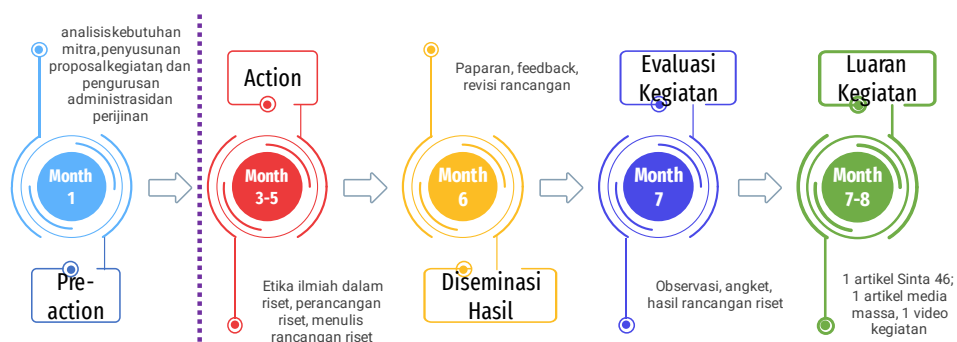 analisiskebutuhan
mitra,penyusunan
proposalkegiatan, dan
pengurusan
administrasidan
perijinan
Month
1
Pre-
action
Action
Month
3-5
Etika ilmiah dalam
riset, perancangan
riset, menulis
rancangan riset
Paparan, feedback,
revisi rancangan
Month
6
Diseminasi
Hasil
Evaluasi
Kegiatan
Month
7
Observasi, angket,
hasil rancangan riset
Luaran
Kegiatan
Month
7-8
1 artikel Sinta 46;
1 artikel media
massa, 1 video
kegiatan